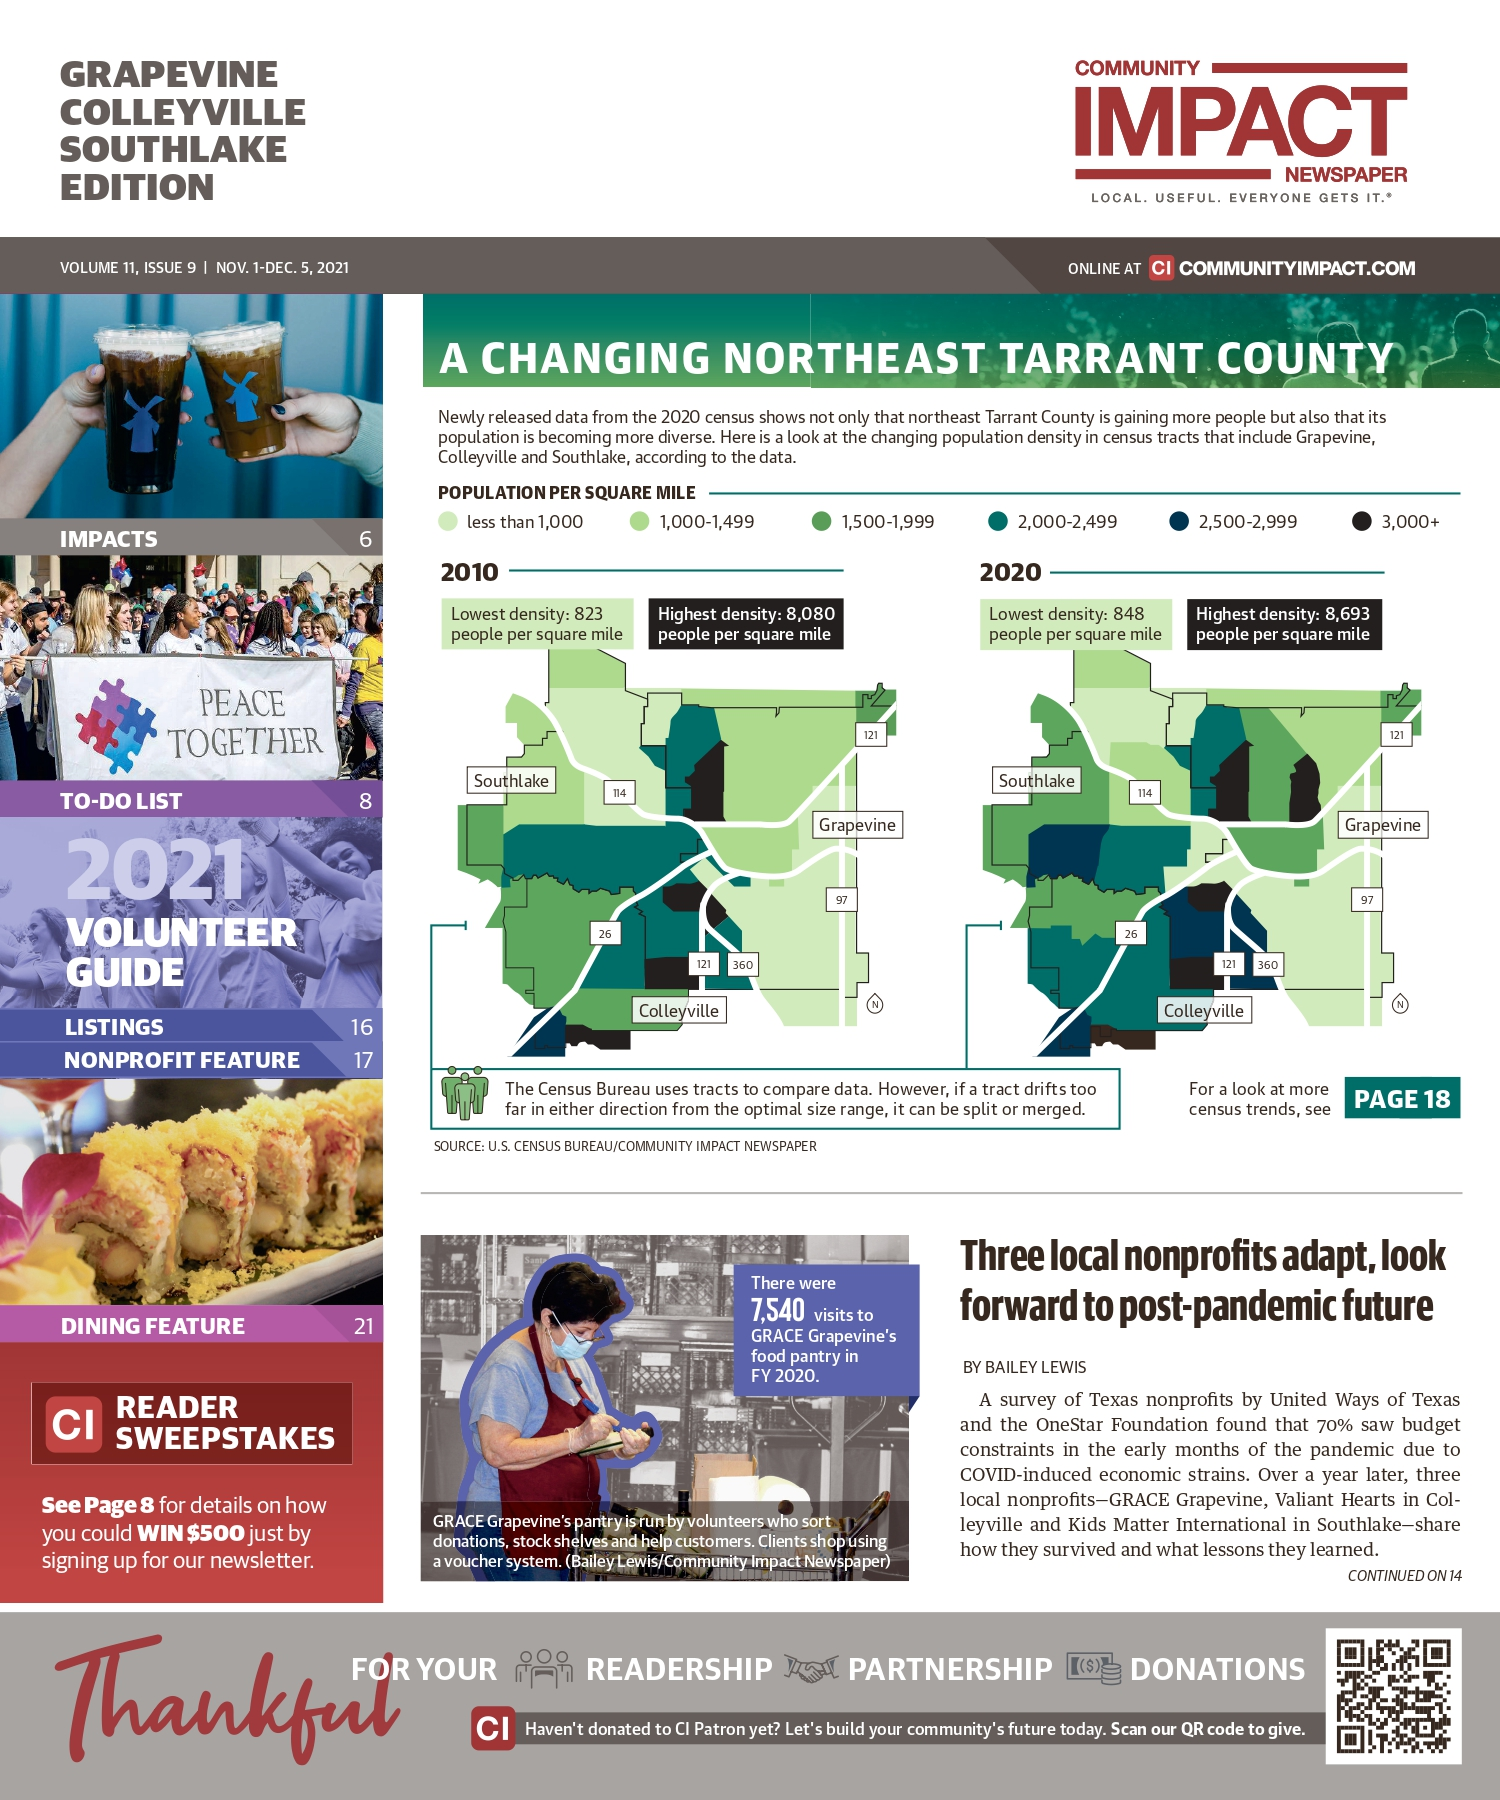 GRAPEVINE
COLLEYVILLE
SOUTHLAKE
EDITION
COMMUNITY
IMPACT
NEWSPAPER
LOCAL. USEFUL. EVERYONE GETS IT.®
VOLUME 11, ISSUE 9 | NOV. 1-DEC. 5, 2021
ONLINE AT CI COMMUNITYIMPACT.COM
IMPACTS 6
PEACE
TOGETHER
TO-DO LIST 8
2021
VOLUNTEER
GUIDE
LISTINGS 16
NONPROFIT FEATURE 17
DINING FEATURE 21
CI READER
SWEEPSTAKES
See Page 8 for details on how
you could WIN $500 just by
signing up for our newsletter.
A CHANGING NORTHEAST TARRANT COUNTY
Newly released data from the 2020 census shows not only that northeast Tarrant County is gaining more people but also that its
population is becoming more diverse. Here is a look at the changing population density in census tracts that include Grapevine,
Colleyville and Southlake, according to the data.
POPULATION PER SQUARE MILE
less than 1,000 1,000-1,499 1,500-1,999 2,000-2,499 2,500-2,999 3,000+
2010
Lowest density: 823
people per square mile
Highest density: 8,080
people per square mile
121
Southlake
114
Grapevine
97
26
121
360
Colleyville
N
2020
Lowest density: 848
people per square mile
Highest density: 8,693
people per square mile
121
Southlake
114
Grapevine
97
26
121
360
Colleyville
N
The Census Bureau uses tracts to compare data. However, if a tract drifts too
far in either direction from the optimal size range, it can be split or merged.
For a look at more
census trends, see
PAGE 18
SOURCE: U.S. CENSUS BUREAU/COMMUNITY IMPACT NEWSPAPER
There were
7,540 visits to
GRACE Grapevine's
food pantry in
FY 2020.
GRACE Grapevine's pantry is run by volunteers who sort
donations, stock shelves and help customers. Clients shop using
a voucher system. (Bailey Lewis/Community Impact Newspaper)
Three local nonprofits adapt, look
forward to post-pandemic future
BY BAILEY LEWIS
A survey of Texas nonprofits by United Ways of Texas
and the OneStar Foundation found that 70% saw budget
constraints in the early months of the pandemic due to
COVID-induced economic strains. Over a year later, three
local nonprofits—GRACE Grapevine, Valiant Hearts in Col-
leyville and Kids Matter International in Southlake—share
how they survived and what lessons they learned.
CONTINUED ON 14
Thankful FOR YOUR READERSHIP PARTNERSHIP ($) DONATIONS
CI Haven't donated to CI Patron yet? Let's build your community's future today. Scan our QR code to give.